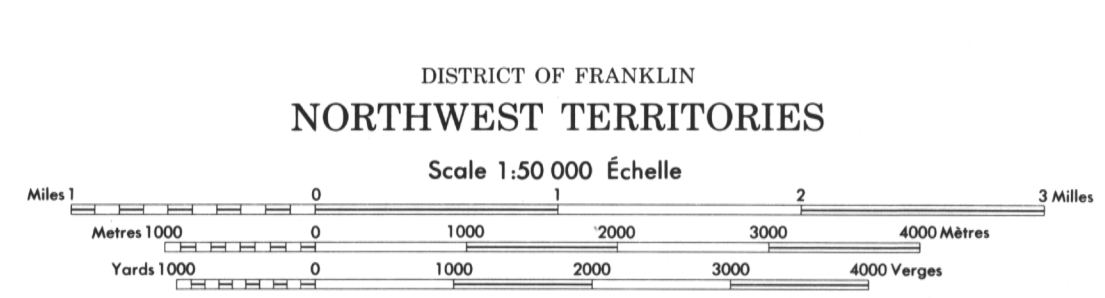 DISTRICT OF FRANKLIN
NORTHWEST TERRITORIES
Scale 1:50 000 Échelle
Miles 1 0 1 2 3 Milles
Metres 1000 0 1000 2000 3000 4000 Mètres
Yards 1000 0 1000 2000 3000 4000 Verges